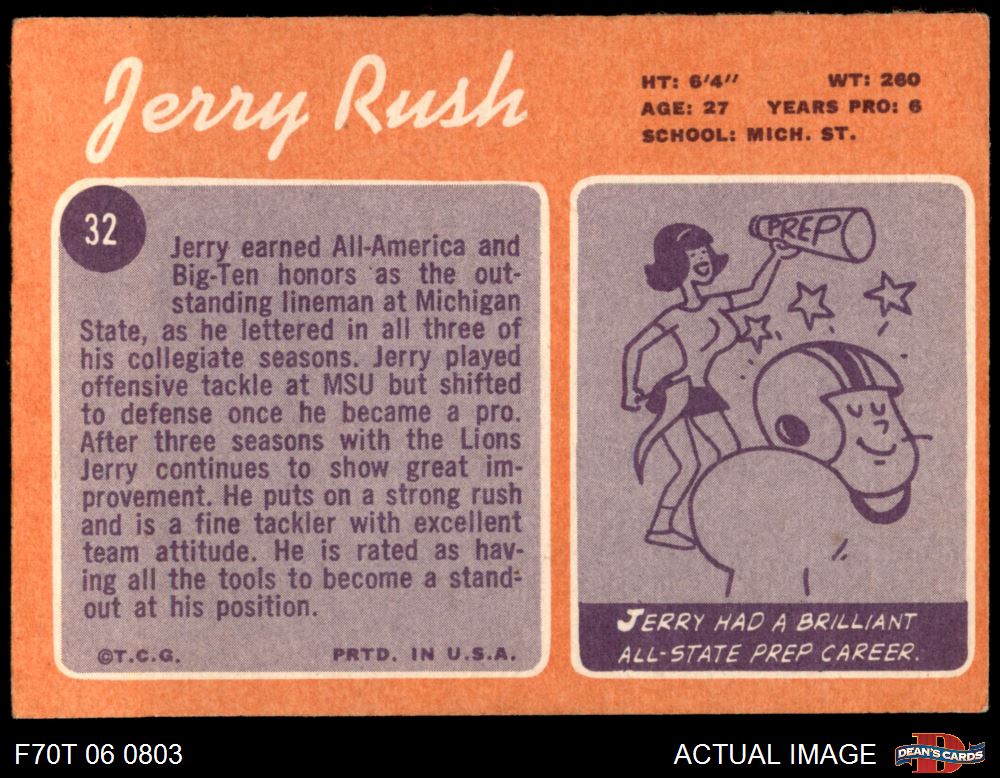 Jerry Rush
HT: 6'4" WT: 260
AGE: 27 YEARS PRO: 6
SCHOOL: MICH. ST.
32
Jerry earned All-America and
Big-Ten honors as the out-
standing lineman at Michigan
State, as he lettered in all three of
his collegiate seasons. Jerry played
offensive tackle at MSU but shifted
to defense once he became a pro.
After three seasons with the Lions
Jerry continues to show great im-
provement. He puts on a strong rush
and is a fine tackler with excellent
team attitude. He is rated as hav-
ing all the tools to become a stand-
out at his position.
©T.C.G. PRTD. IN U.S.A.
PREP
JERRY HAD A BRILLIANT
ALL-STATE PREP CAREER.
F70T 06 0803
ACTUAL IMAGE
D
DEAN'S CARDS